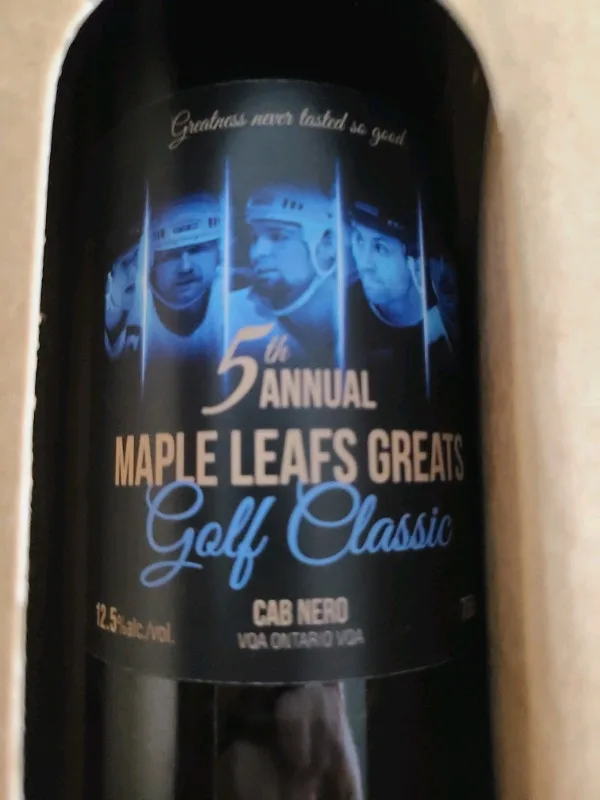 Greatness never tasted so good
5th
ANNUAL
MAPLE LEAFS GREATS
Golf Classic
12.5%alc./vol.
CAB NERO
VQA ONTARIO VQA